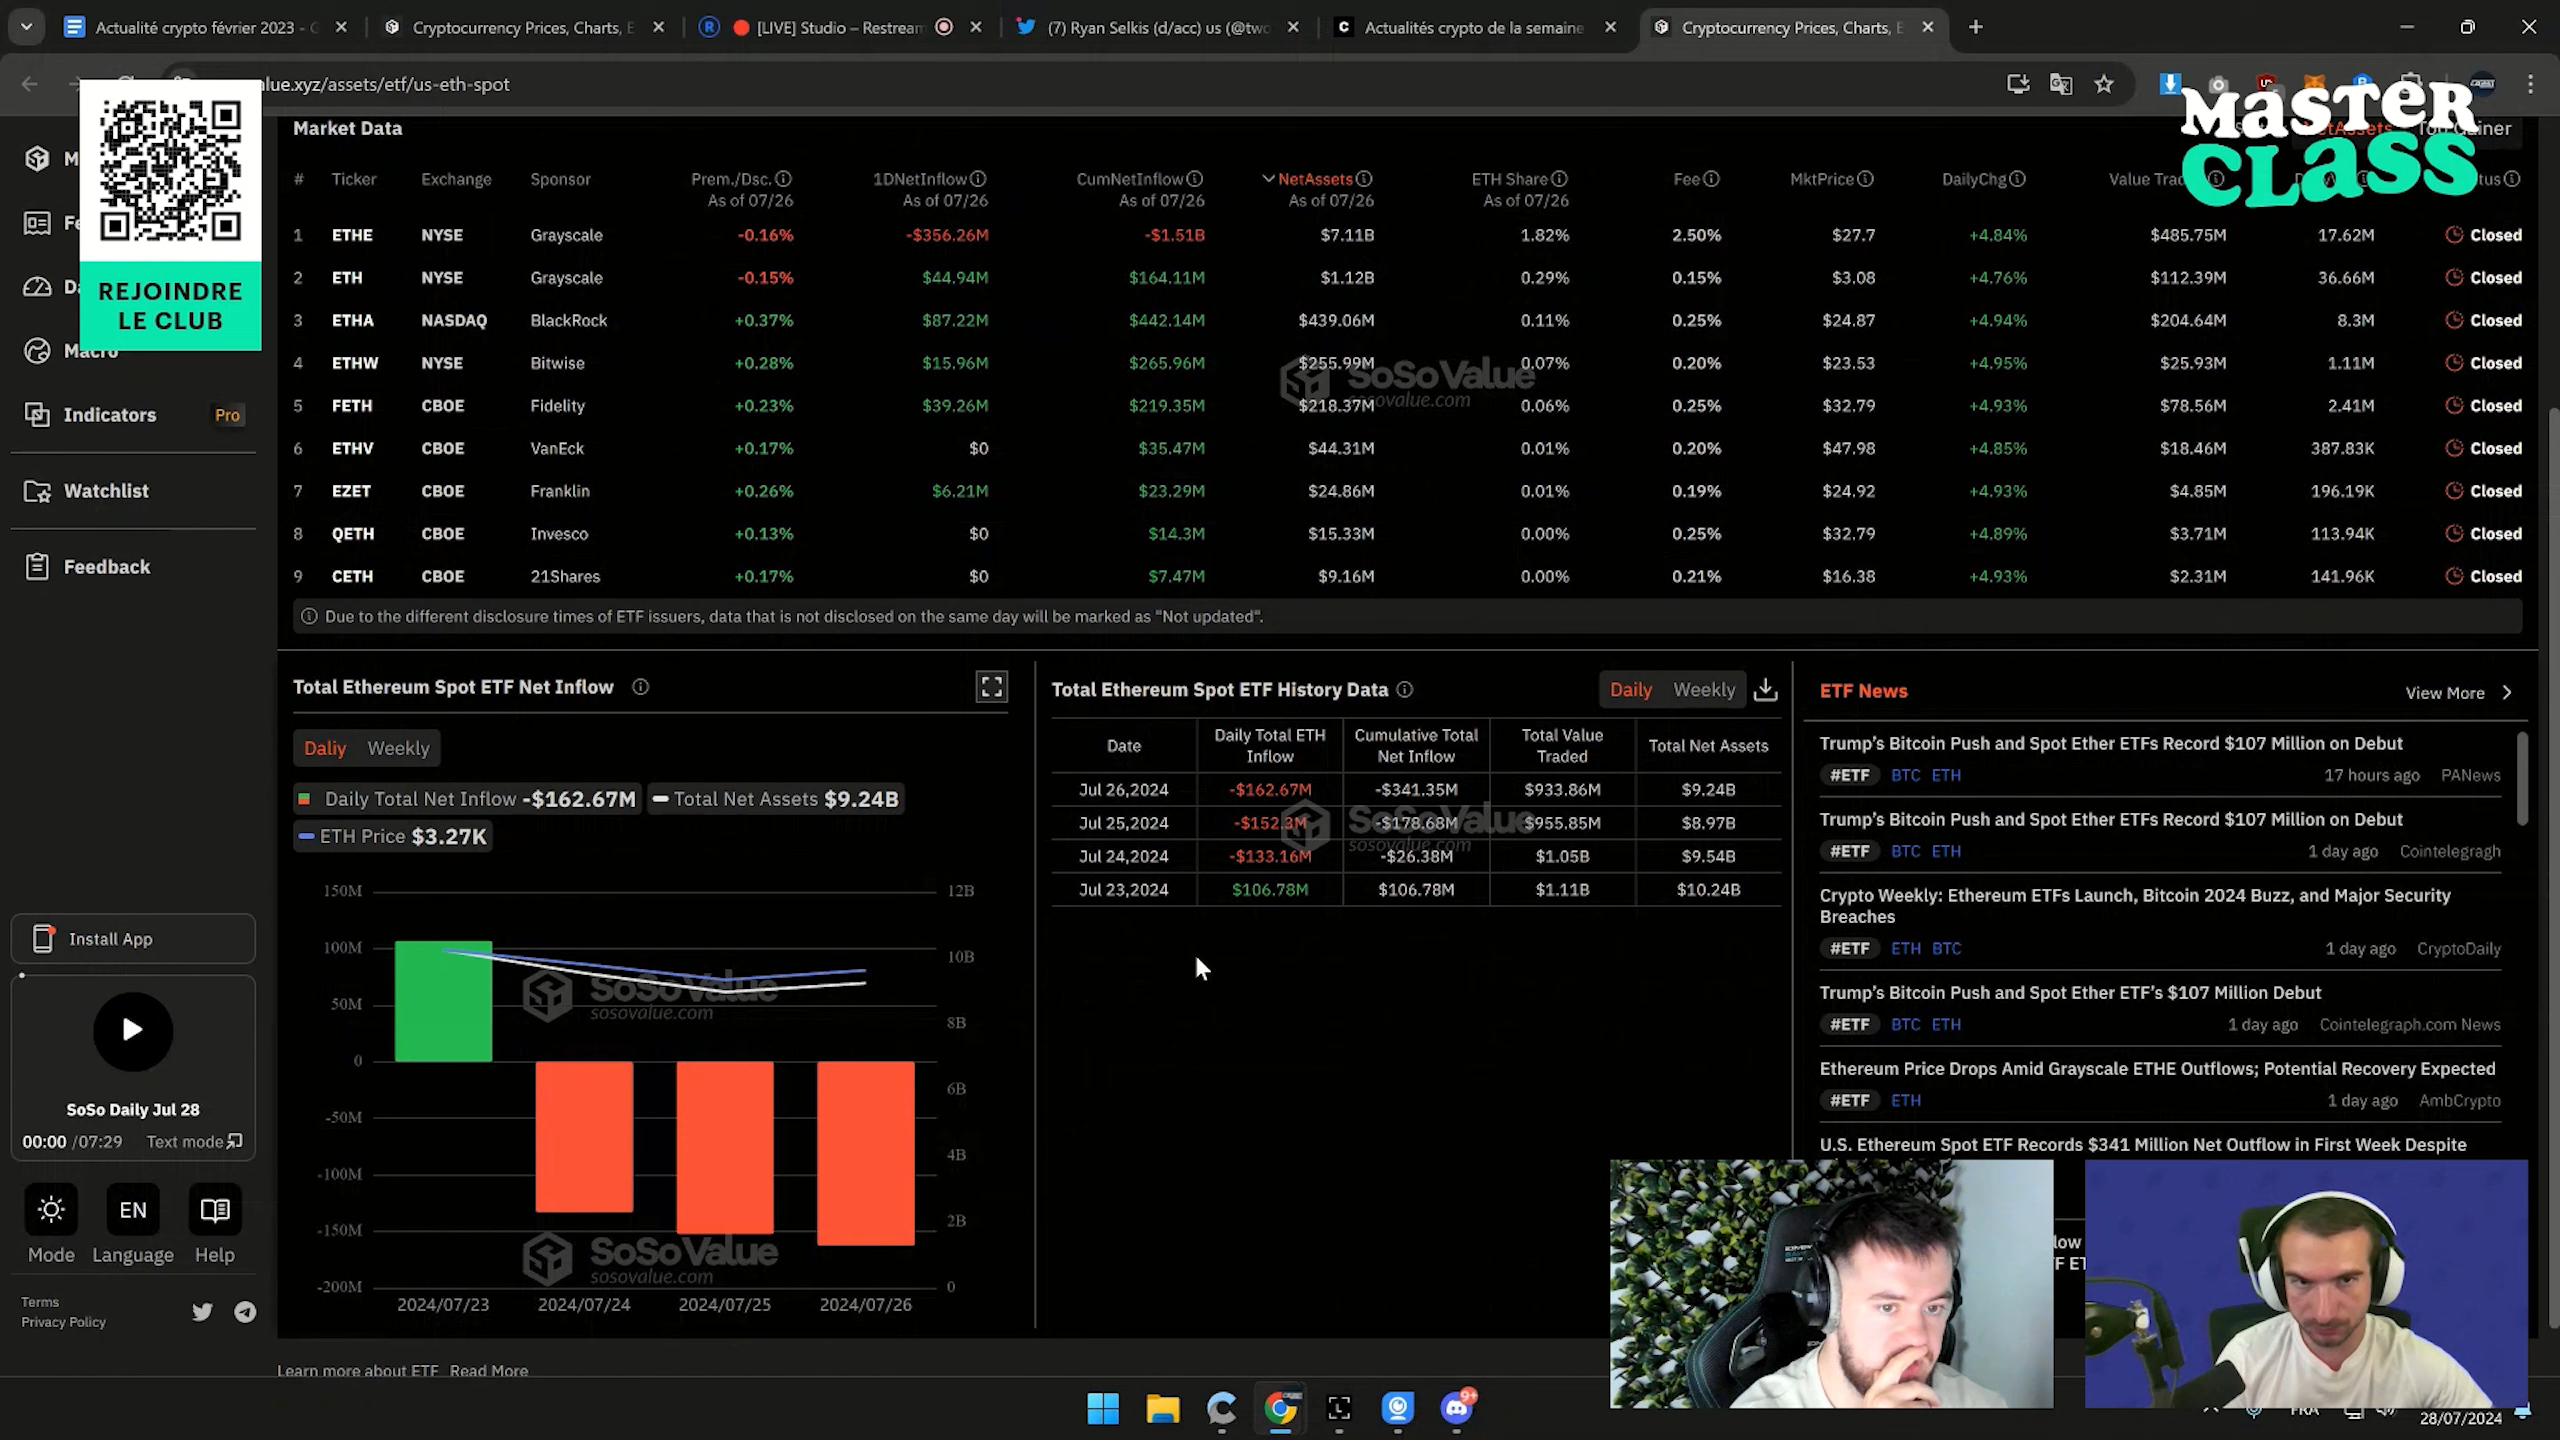 Actualité crypto février 2023 - G
Cryptocurrency Prices, Charts, E
[LIVE] Studio – Restream
(7) Ryan Selkis (d/acc) us (@two
Actualités crypto de la semaine
Cryptocurrency Prices, Charts, E
lue.xyz/assets/etf/us-eth-spot
MASTER
CLASS
REJOINDRE
LE CLUB
Macro
Indicators Pro
Watchlist
Feedback
Install App
SoSo Daily Jul 28
00:00 /07:29 Text mode
EN
Mode Language Help
Terms
Privacy Policy
Market Data
# Ticker Exchange Sponsor Prem./Dsc. 1DNetInflow CumNetInflow NetAssets ETH Share Fee MktPrice DailyChg Value
As of 07/26 As of 07/26 As of 07/26 As of 07/26 As of 07/26
1 ETHE NYSE Grayscale -0.16% -$356.26M -$1.51B $7.11B 1.82% 2.50% $27.7 +4.84% $485.75M 17.62M Closed
2 ETH NYSE Grayscale -0.15% $44.94M $164.11M $1.12B 0.29% 0.15% $3.08 +4.76% $112.39M 36.66M Closed
3 ETHA NASDAQ BlackRock +0.37% $87.22M $442.14M $439.06M 0.11% 0.25% $24.87 +4.94% $204.64M 8.3M Closed
4 ETHW NYSE Bitwise +0.28% $15.96M $265.96M $255.99M 0.07% 0.20% $23.53 +4.95% $25.93M 1.11M Closed
5 FETH CBOE Fidelity +0.23% $39.26M $219.35M $218.37M 0.06% 0.25% $32.79 +4.93% $78.56M 2.41M Closed
6 ETHV CBOE VanEck +0.17% $0 $35.47M $44.31M 0.01% 0.20% $47.98 +4.85% $18.46M 387.83K Closed
7 EZET CBOE Franklin +0.26% $6.21M $23.29M $24.86M 0.01% 0.19% $24.92 +4.93% $4.85M 196.19K Closed
8 QETH CBOE Invesco +0.13% $0 $14.3M $15.33M 0.00% 0.25% $32.79 +4.89% $3.71M 113.94K Closed
9 CETH CBOE 21Shares +0.17% $0 $7.47M $9.16M 0.00% 0.21% $16.38 +4.93% $2.31M 141.96K Closed
SoSoValue
sosovalue.com
Due to the different disclosure times of ETF issuers, data that is not disclosed on the same day will be marked as "Not updated".
Total Ethereum Spot ETF Net Inflow
Daliy Weekly
Daily Total Net Inflow -$162.67M Total Net Assets $9.24B
ETH Price $3.27K
150M 12B
100M 10B
50M 8B
0 6B
-50M 4B
-100M 2B
-150M 0
-200M
SoSoValue
sosovalue.com
SoSoValue
sosovalue.com
2024/07/23 2024/07/24 2024/07/25 2024/07/26
Learn more about ETF Read More
Total Ethereum Spot ETF History Data Daily Weekly
Date Daily Total ETH Inflow Cumulative Total Net Inflow Total Value Traded Total Net Assets
Jul 26,2024 -$162.67M -$341.35M $933.86M $9.24B
Jul 25,2024 -$152.3M -$178.68M $955.85M $8.97B
Jul 24,2024 -$133.16M -$26.38M $1.05B $9.54B
Jul 23,2024 $106.78M $106.78M $1.11B $10.24B
SoSoValue
sosovalue.com
ETF News View More
Trump's Bitcoin Push and Spot Ether ETFs Record $107 Million on Debut
#ETF BTC ETH 17 hours ago PANews
Trump's Bitcoin Push and Spot Ether ETFs Record $107 Million on Debut
#ETF BTC ETH 1 day ago Cointelegragh
Crypto Weekly: Ethereum ETFs Launch, Bitcoin 2024 Buzz, and Major Security
Breaches
#ETF ETH BTC 1 day ago CryptoDaily
Trump's Bitcoin Push and Spot Ether ETF's $107 Million Debut
#ETF BTC ETH 1 day ago Cointelegraph.com News
Ethereum Price Drops Amid Grayscale ETHE Outflows; Potential Recovery Expected
#ETF ETH 1 day ago AmbCrypto
U.S. Ethereum Spot ETF Records $341 Million Net Outflow in First Week Despite
9+
FRA
28/07/2024